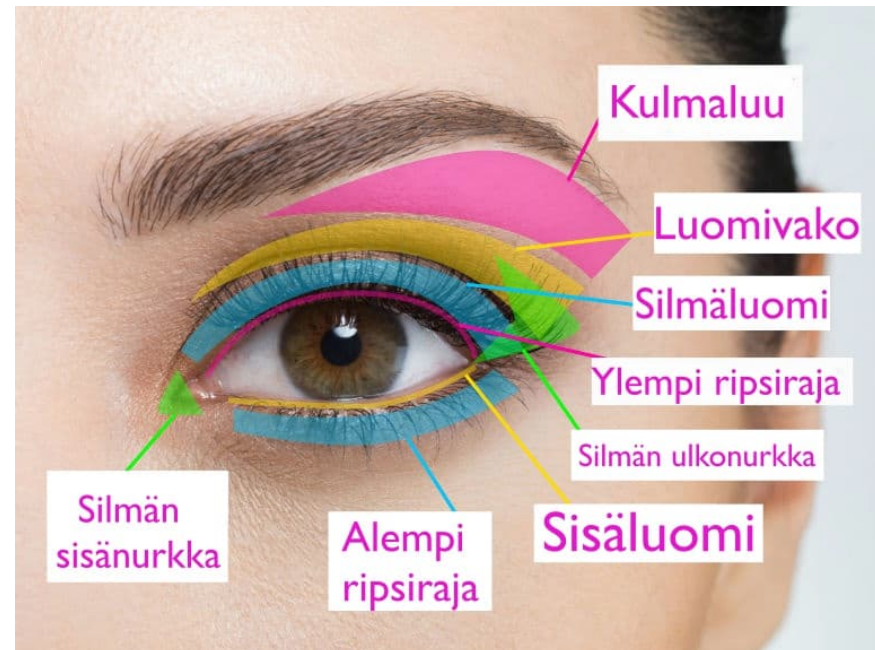 Kulmaluu
Luomivako
Silmäluomi
Ylempi ripsiraja
Silmän ulkonurkka
Sisäluomi
Silmän
sisänurkka
Alempi
ripsiraja